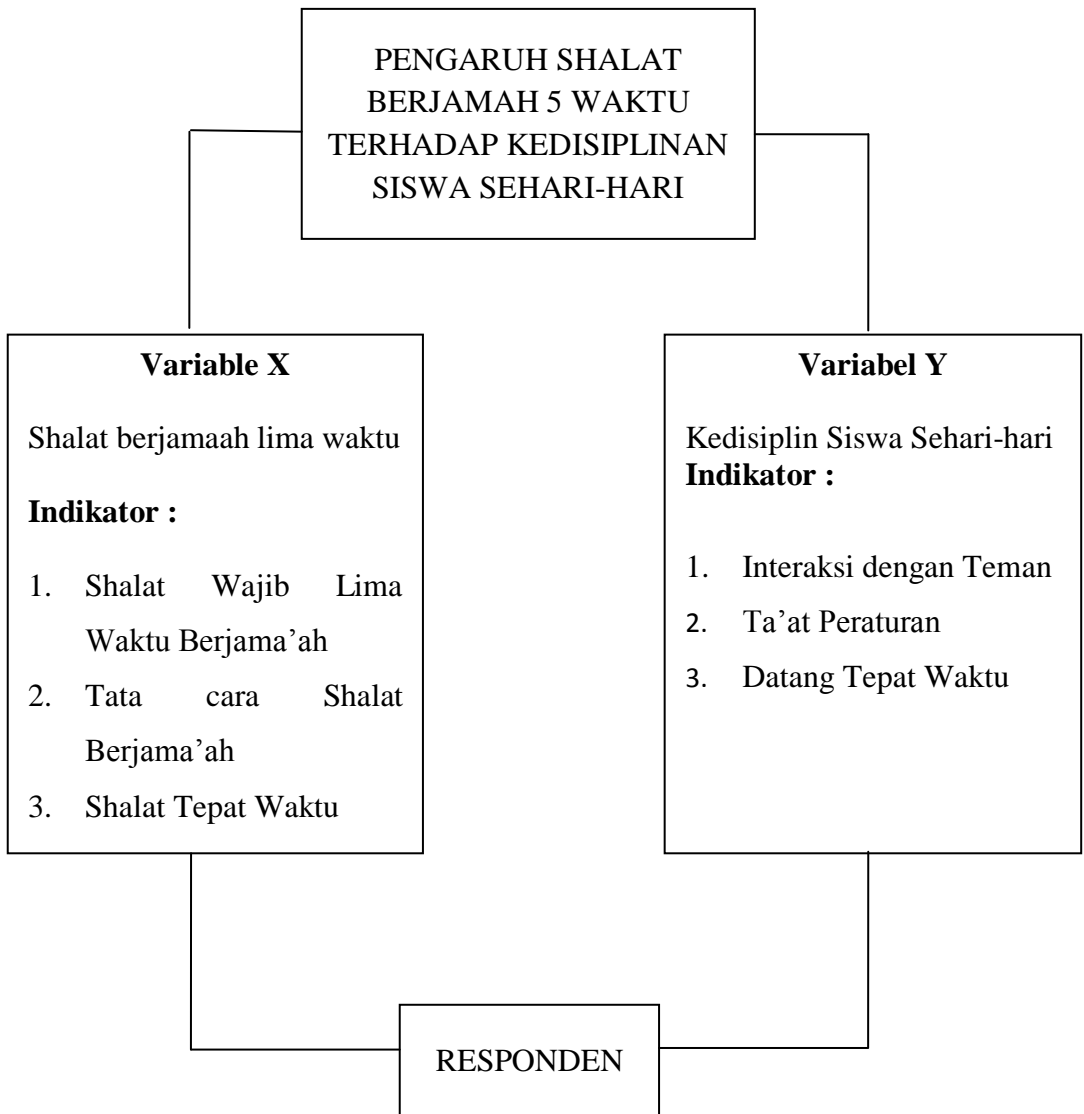 PENGARUH SHALAT
BERJAMAH 5 WAKTU
TERHADAP KEDISIPLINAN
SISWA SEHARI-HARI
Variable X
Shalat berjamaah lima waktu
Indikator :
1. Shalat Wajib Lima
Waktu Berjama’ah
2. Tata cara Shalat
Berjama’ah
3. Shalat Tepat Waktu
Variabel Y
Kedisiplin Siswa Sehari-hari
Indikator :
1. Interaksi dengan Teman
2. Ta’at Peraturan
3. Datang Tepat Waktu
RESPONDEN